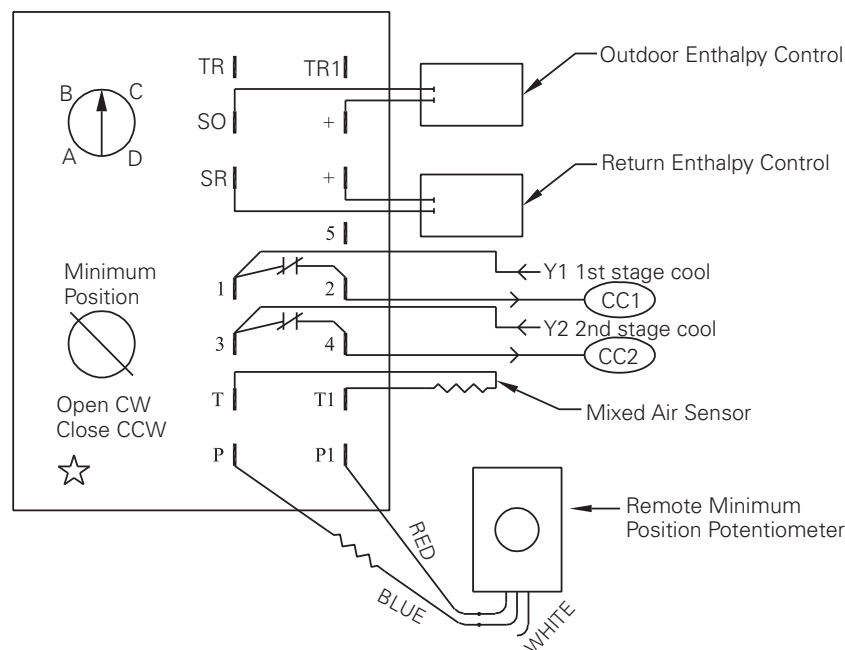 TR
TR1
Outdoor Enthalpy Control
B
C
A
D
SO
+
SR
+
Return Enthalpy Control
5
Minimum
Position
Y1 1st stage cool
1
2
CC1
Y2 2nd stage cool
3
4
CC2
Open CW
Close CCW
T
T1
Mixed Air Sensor
P
P1
RED
BLUE
WHITE
Remote Minimum
Position Potentiometer